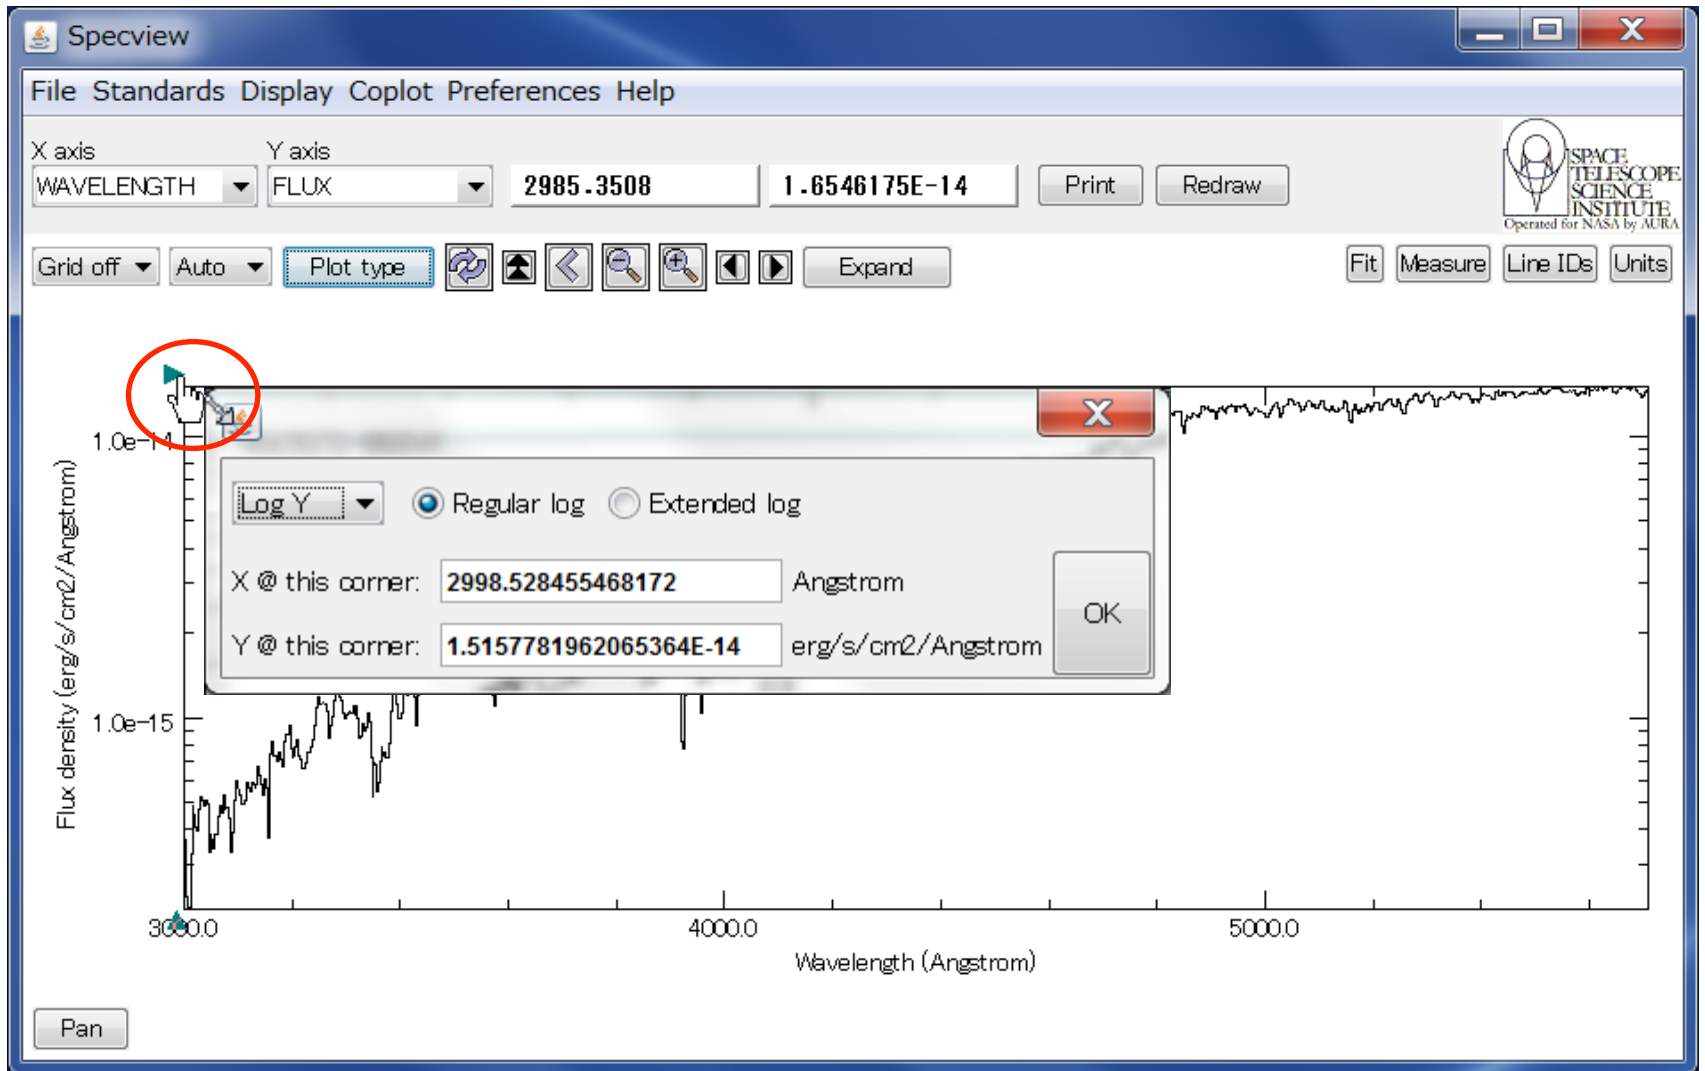 Specview
File Standards Display Coplot Preferences Help
X axis Y axis
WAVELENGTH FLUX 2985.3508 1.6546175E-14 Print Redraw
SPACE
TELESCOPE
SCIENCE
INSTITUTE
Operated for NASA by AURA
Grid off Auto Plot type Expand Fit Measure Line IDs Units
1.0e-14
Log Y Regular log Extended log
X @ this corner: 2998.528455468172 Angstrom
OK
Y @ this corner: 1.5157781962065364E-14 erg/s/cm2/Angstrom
Flux density (erg/s/cm2/Angstrom)
1.0e-15
3000.0 4000.0 5000.0
Wavelength (Angstrom)
Pan